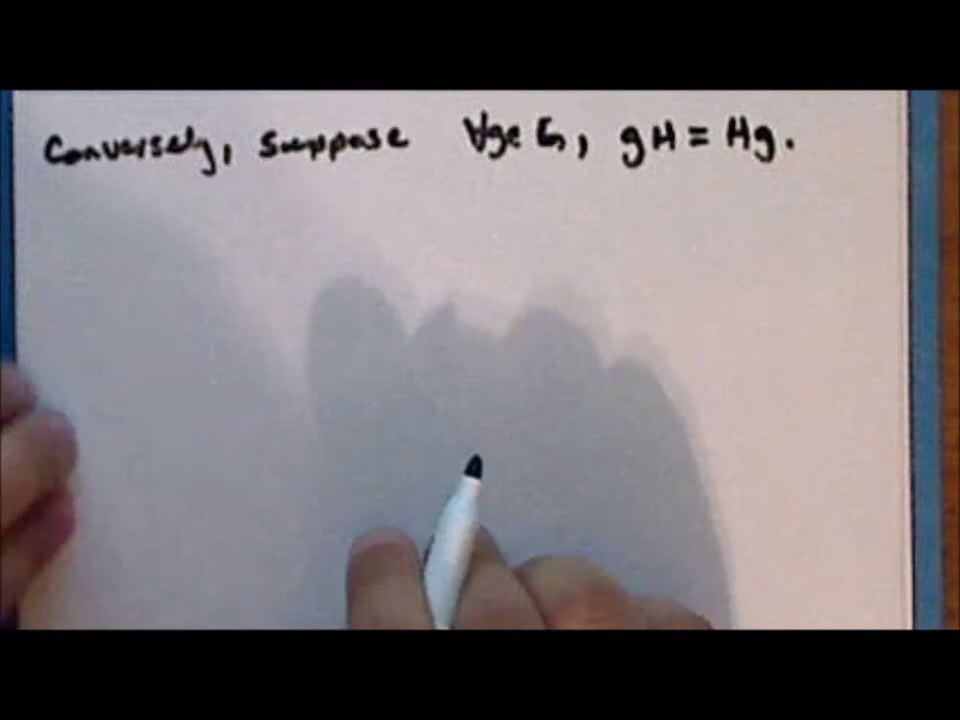 Conversely, suppose ∀g∈G, gH = Hg.